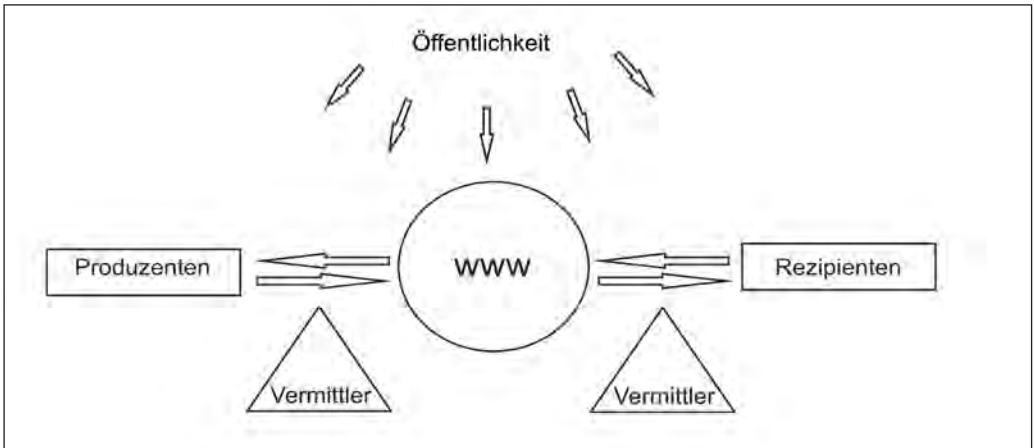 Öffentlichkeit
Produzenten
WWW
Rezipienten
Vermittler
Vermittler